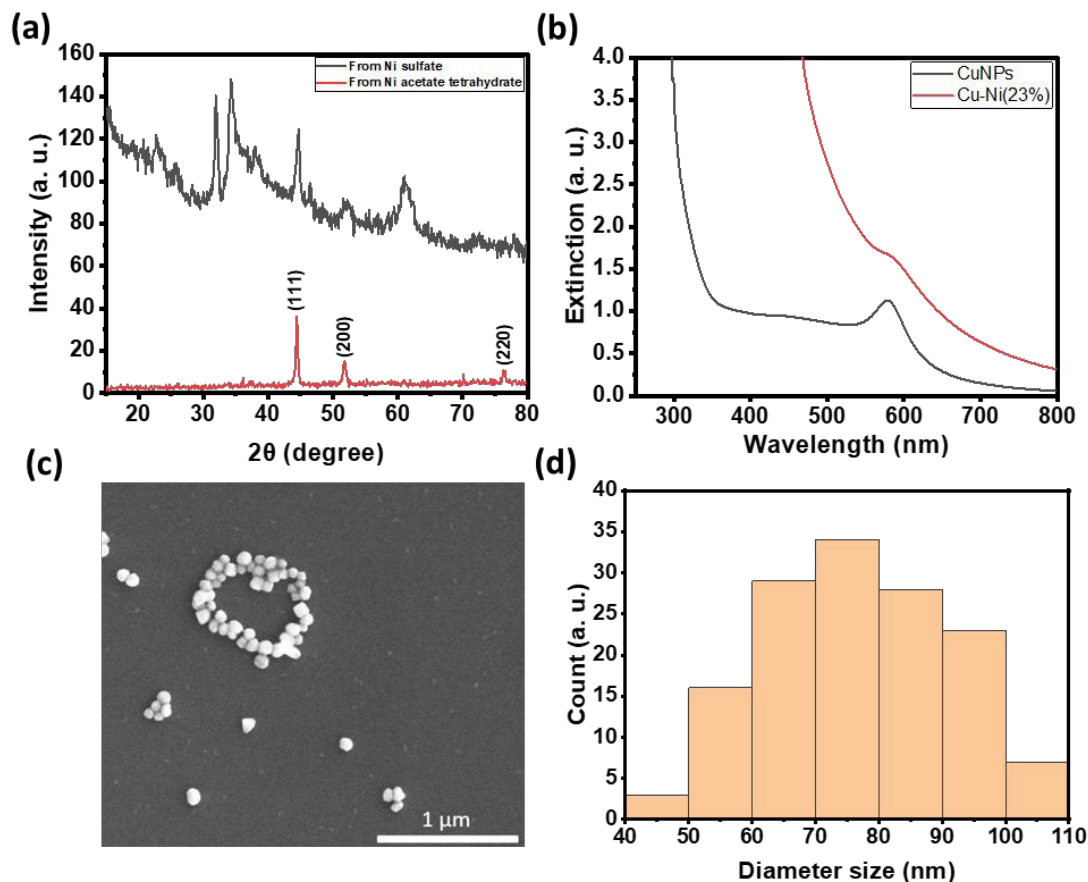 (a)
160
140
120
100
80
60
40
20
0
Intensity (a. u.)
From Ni sulfate
From Ni acetate tetrahydrate
(111)
(200)
(220)
20 30 40 50 60 70 80
2θ (degree)
(b)
4.0
3.5
3.0
2.5
2.0
1.5
1.0
0.5
0.0
Extinction (a. u.)
CuNPs
Cu-Ni(23%)
300 400 500 600 700 800
Wavelength (nm)
(c)
1 µm
(d)
40
35
30
25
20
15
10
5
0
Count (a. u.)
40 50 60 70 80 90 100 110
Diameter size (nm)